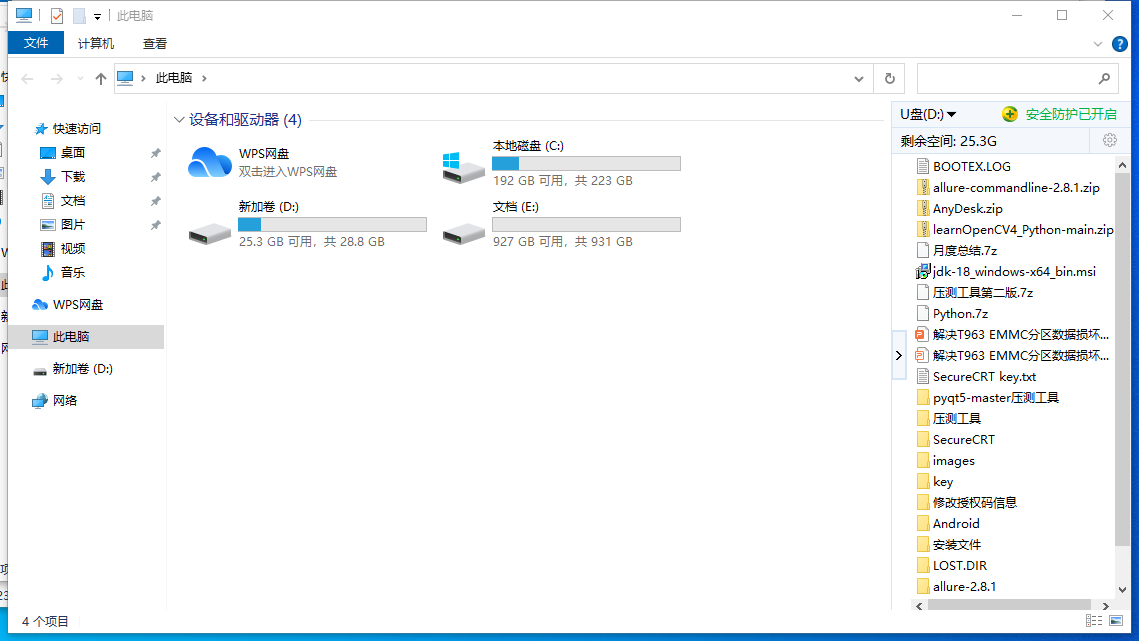 此电脑
文件
计算机
查看
此电脑
快速访问
桌面
下载
文档
图片
视频
音乐
WPS网盘
此电脑
新加卷 (D:)
网络
设备和驱动器 (4)
WPS网盘
双击进入WPS网盘
本地磁盘 (C:)
192 GB 可用，共 223 GB
新加卷 (D:)
25.3 GB 可用，共 28.8 GB
文档 (E:)
927 GB 可用，共 931 GB
U盘(D:)
安全防护已开启
剩余空间: 25.3G
BOOTEX.LOG
allure-commandline-2.8.1.zip
AnyDesk.zip
learnOpenCV4_Python-main.zip
月度总结.7z
jdk-18_windows-x64_bin.msi
压测工具第二版.7z
Python.7z
解决T963 EMMC分区数据损坏...
解决T963 EMMC分区数据损坏...
SecureCRT key.txt
pyqt5-master压测工具
压测工具
SecureCRT
images
key
修改授权码信息
Android
安装文件
LOST.DIR
allure-2.8.1
4 个项目